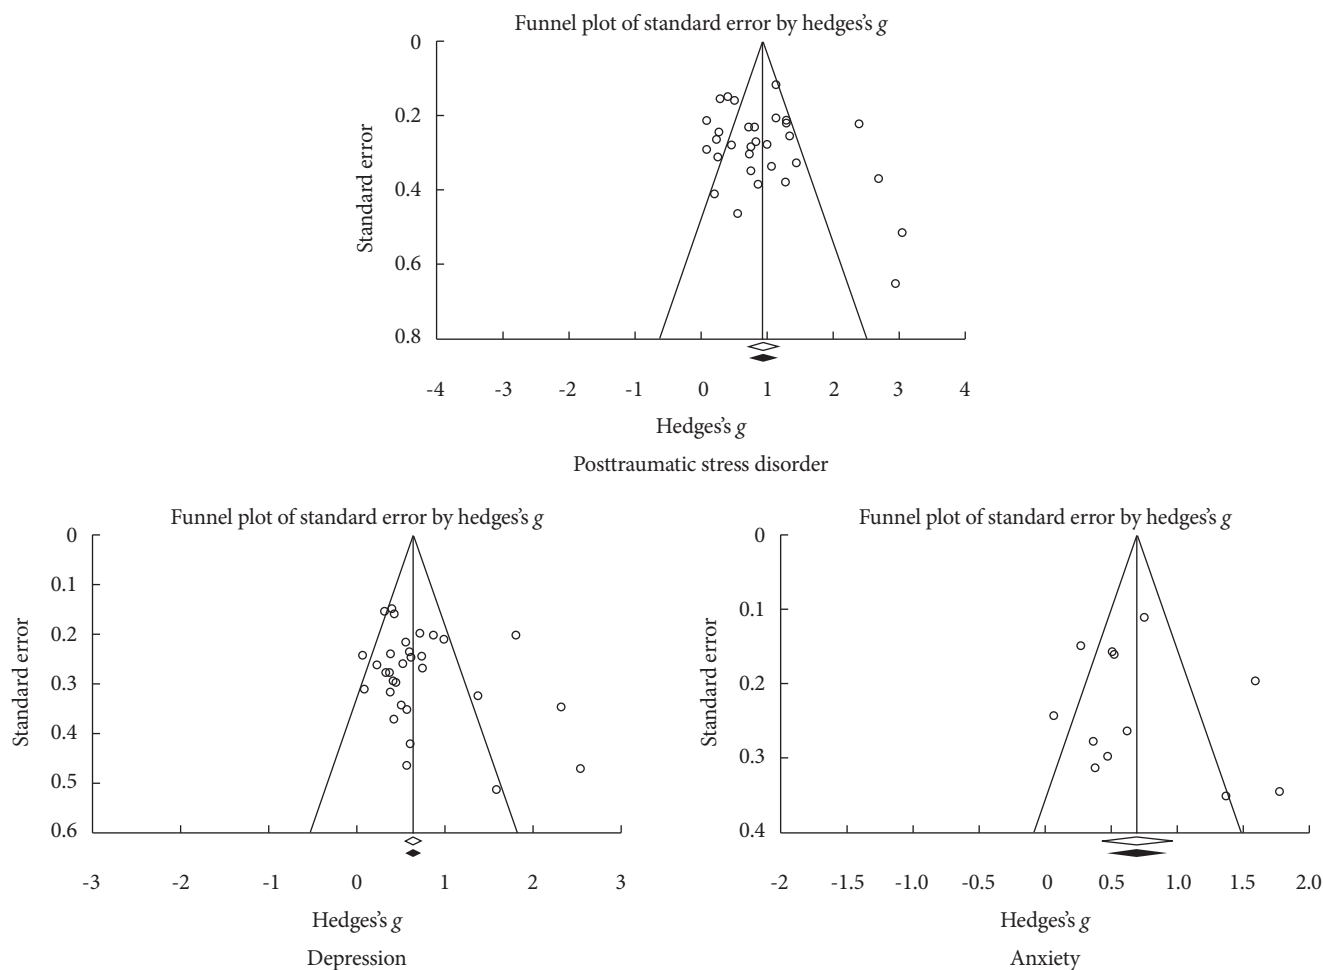 Funnel plot of standard error by hedges's g
Standard error
0
0.2
0.4
0.6
0.8
-4 -3 -2 -1 0 1 2 3 4
Hedges's g
Posttraumatic stress disorder
Funnel plot of standard error by hedges's g
Standard error
0
0.1
0.2
0.3
0.4
0.5
0.6
-3 -2 -1 0 1 2 3
Hedges's g
Depression
Funnel plot of standard error by hedges's g
Standard error
0
0.1
0.2
0.3
0.4
-2 -1.5 -1.0 -0.5 0 0.5 1.0 1.5 2.0
Hedges's g
Anxiety